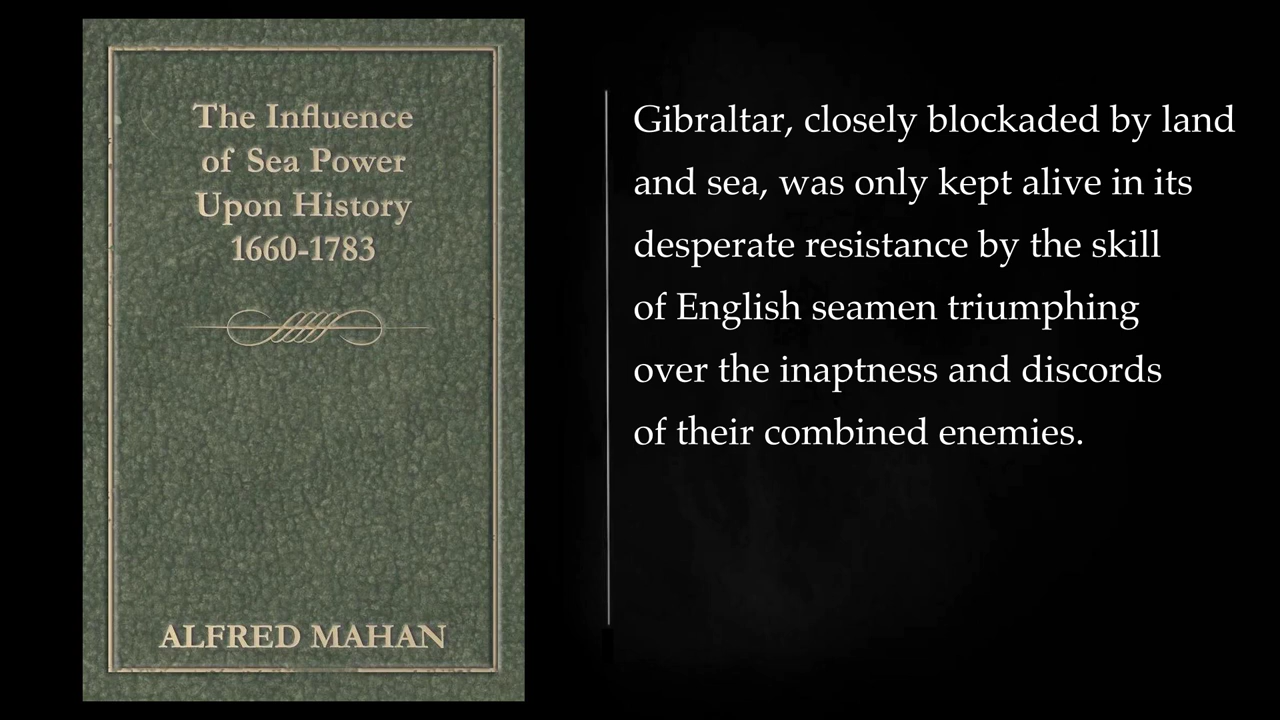 The Influence
of Sea Power
Upon History
1660-1783
ALFRED MAHAN
Gibraltar, closely blockaded by land
and sea, was only kept alive in its
desperate resistance by the skill
of English seamen triumphing
over the inaptness and discords
of their combined enemies.